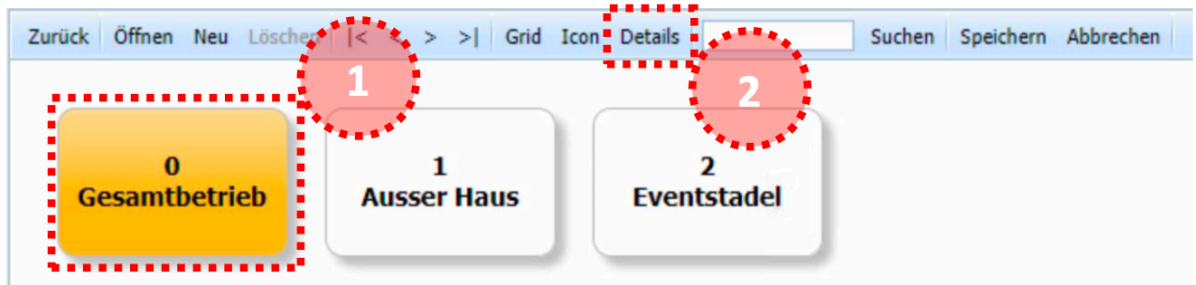 Zurück Öffnen Neu Löschen |< < > >| Grid Icon Details Suchen Speichern Abbrechen
1
2
0
Gesamtbetrieb
1
Ausser Haus
2
Eventstadel